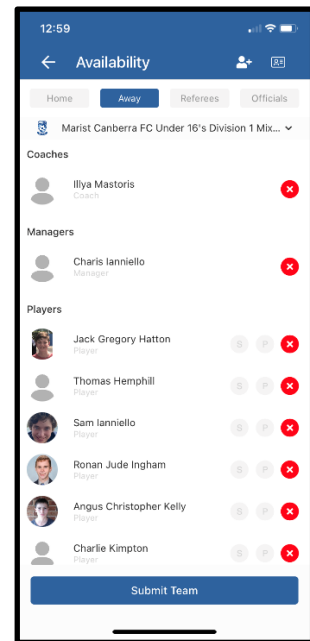 12:59
Availability
Home Away Referees Officials
Marist Canberra FC Under 16's Division 1 Mix...
Coaches
Illya Mastoris
Coach
Managers
Charis Ianniello
Manager
Players
Jack Gregory Hatton
Player
S P
Thomas Hemphill
Player
S P
Sam Ianniello
Player
S P
Ronan Jude Ingham
Player
S P
Angus Christopher Kelly
Player
S P
Charlie Kimpton
Player
S P
Submit Team